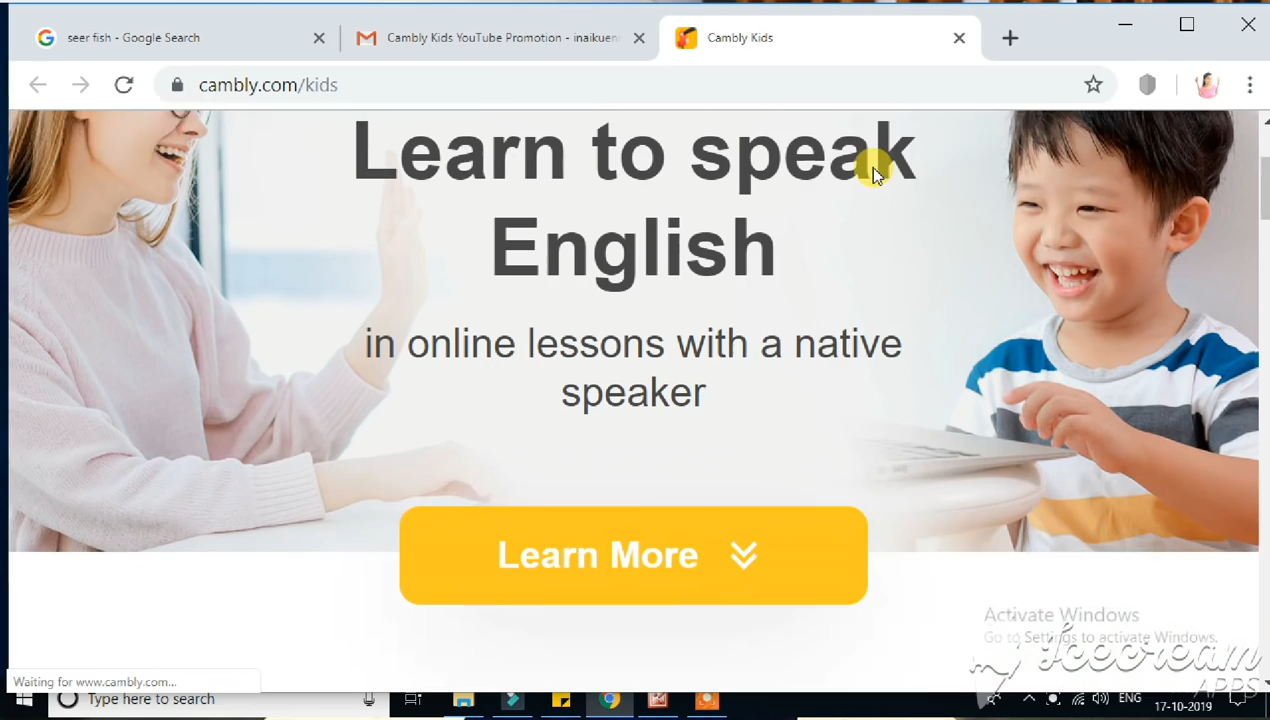 seer fish - Google Search
Cambly Kids YouTube Promotion - inaikuen
Cambly Kids
cambly.com/kids
Learn to speak
English
in online lessons with a native
speaker
Learn More
Activate Windows
Go to Settings to activate Windows.
Icecream
APPS
Waiting for www.cambly.com...
Type here to search
ENG
17-10-2019